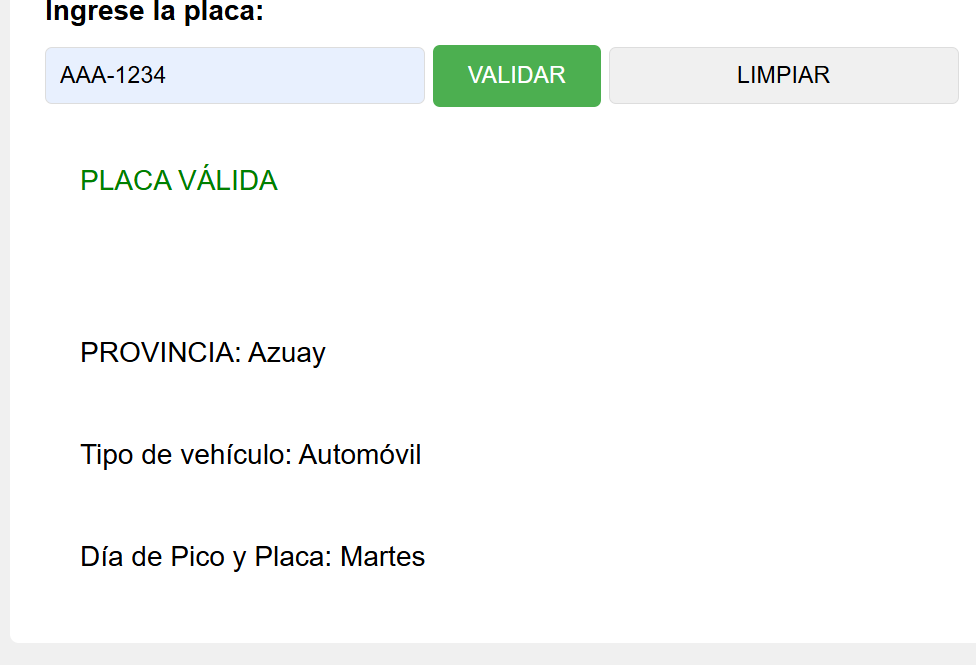 Ingrese la placa:
AAA-1234 VALIDAR LIMPIAR
PLACA VÁLIDA
PROVINCIA: Azuay
Tipo de vehículo: Automóvil
Día de Pico y Placa: Martes